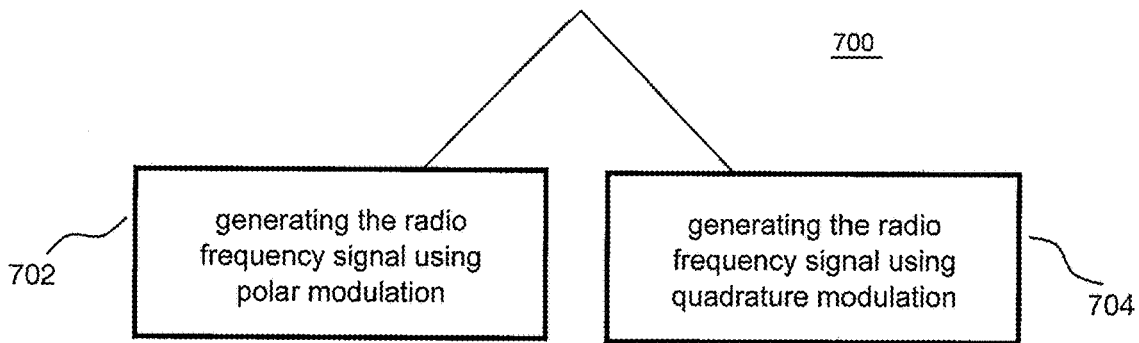 700
generating the radio
frequency signal using
polar modulation
702
generating the radio
frequency signal using
quadrature modulation
704